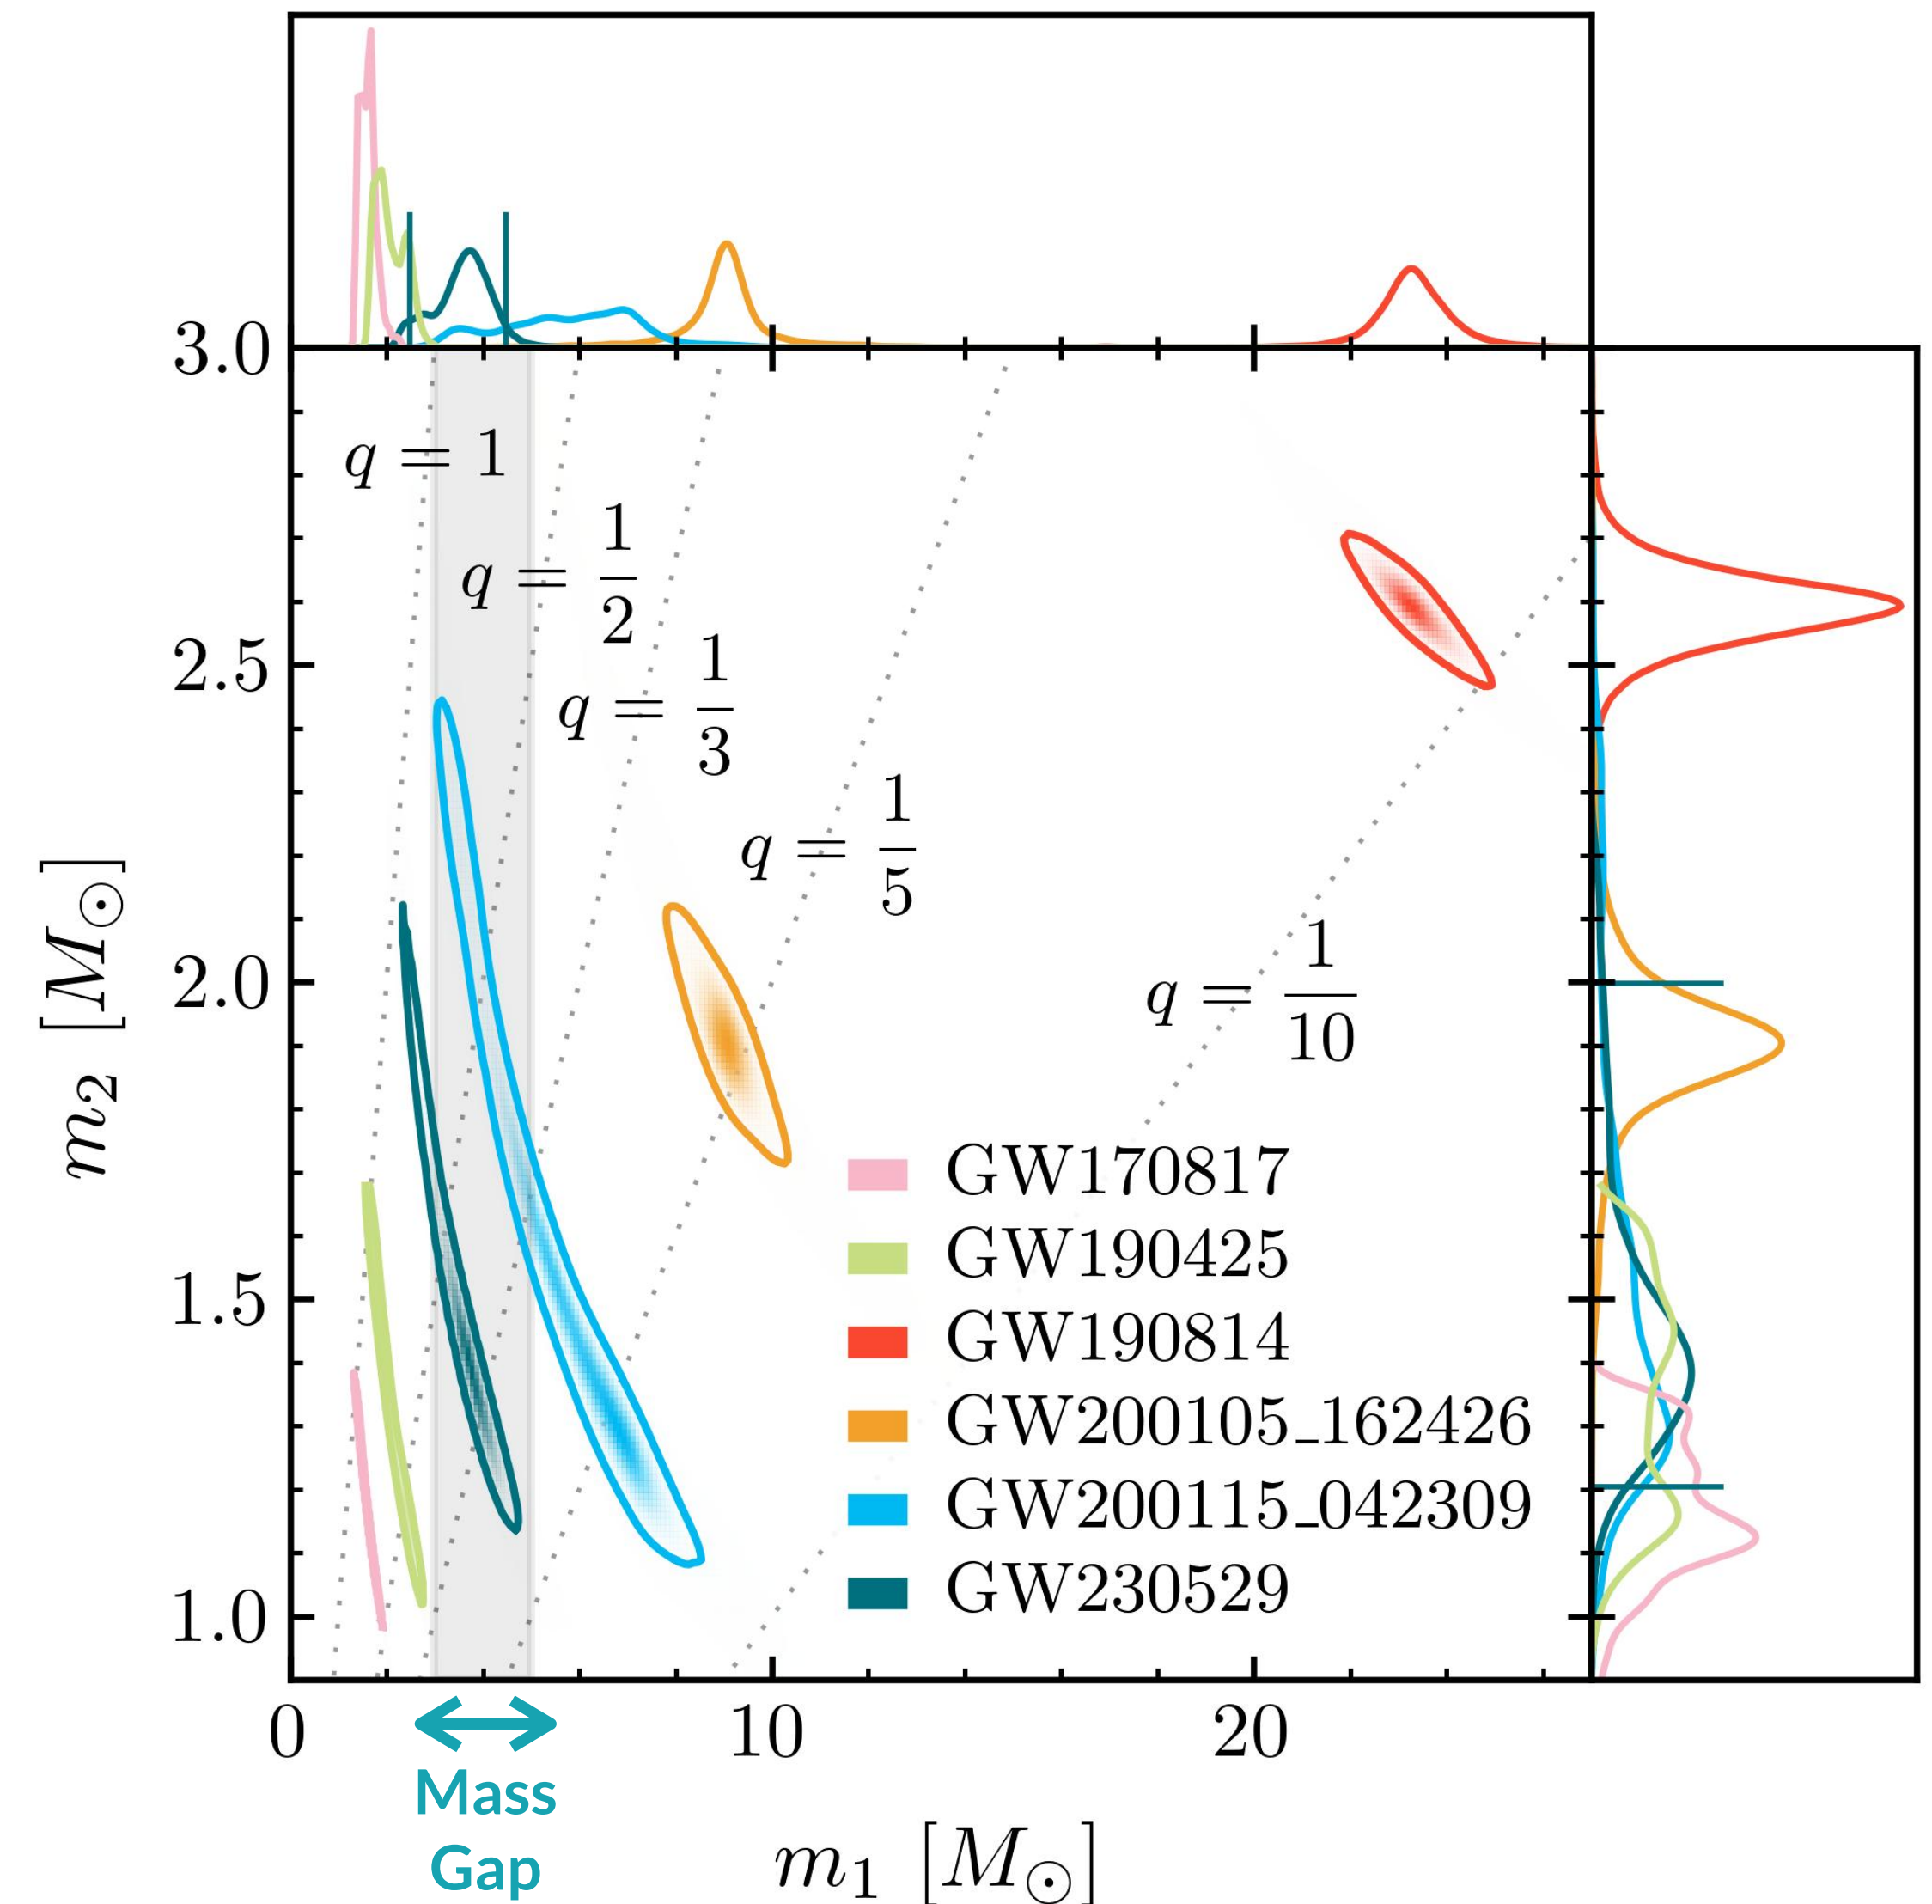 3.0
q = 1
q = 1/2
2.5
q = 1/3
q = 1/5
m₂ [M⊙]
2.0
q = 1/10
GW170817
GW190425
1.5
GW190814
GW200105_162426
GW200115_042309
GW230529
1.0
0 10 20
Mass
Gap
m₁ [M⊙]